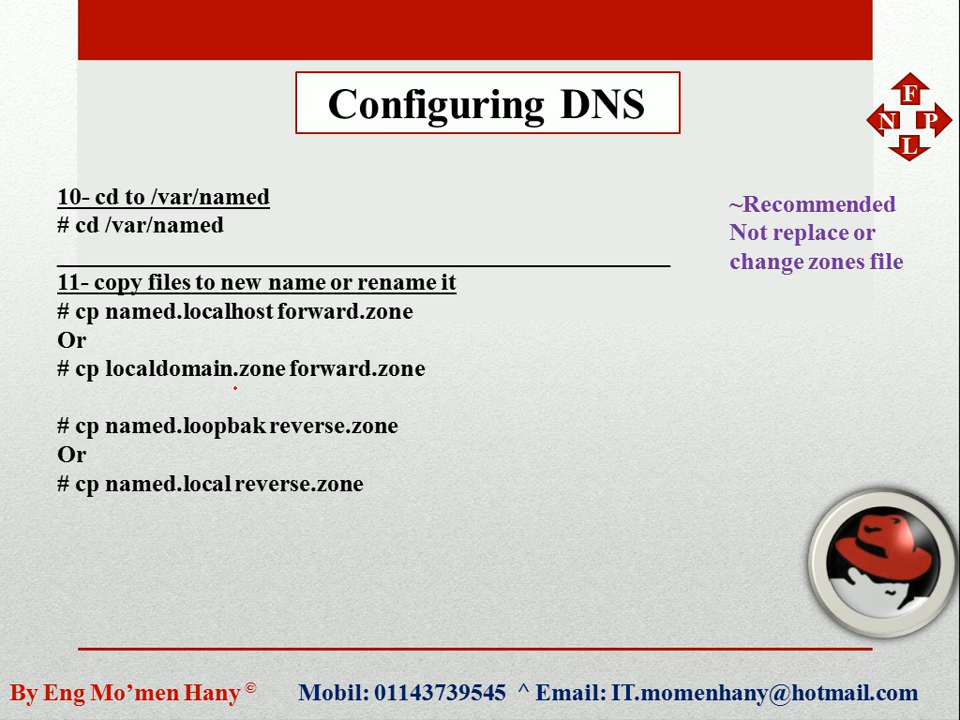 Configuring DNS
F
N P
L
10- cd to /var/named
# cd /var/named
11- copy files to new name or rename it
# cp named.localhost forward.zone
Or
# cp localdomain.zone forward.zone
# cp named.loopbak reverse.zone
Or
# cp named.local reverse.zone
~Recommended
Not replace or
change zones file
By Eng Mo’men Hany © Mobil: 01143739545 ^ Email: IT.momenhany@hotmail.com